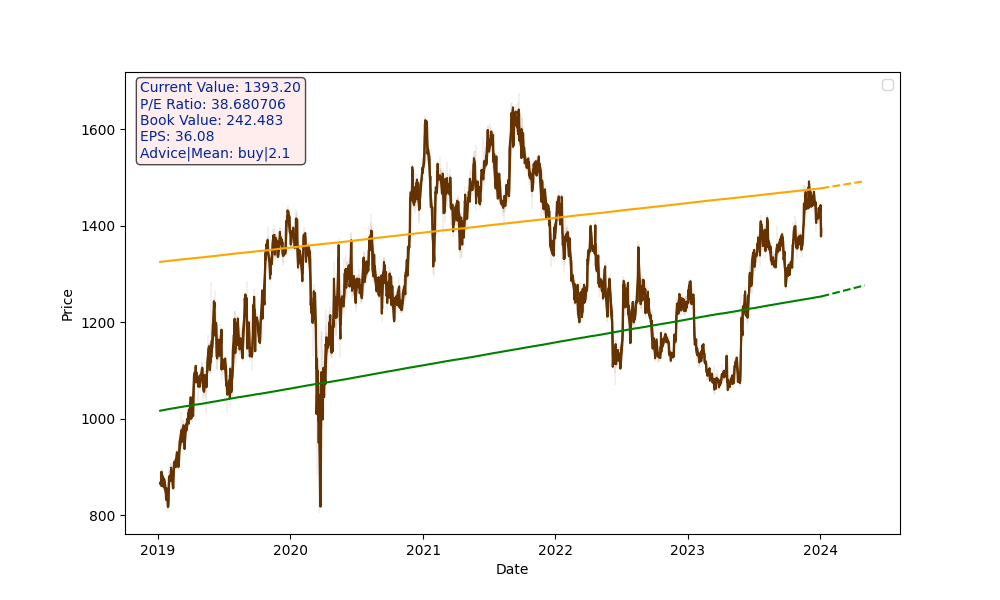 Current Value: 1393.20
P/E Ratio: 38.680706
Book Value: 242.483
EPS: 36.08
Advice|Mean: buy|2.1
1600
1400
1200
1000
800
Price
2019 2020 2021 2022 2023 2024
Date